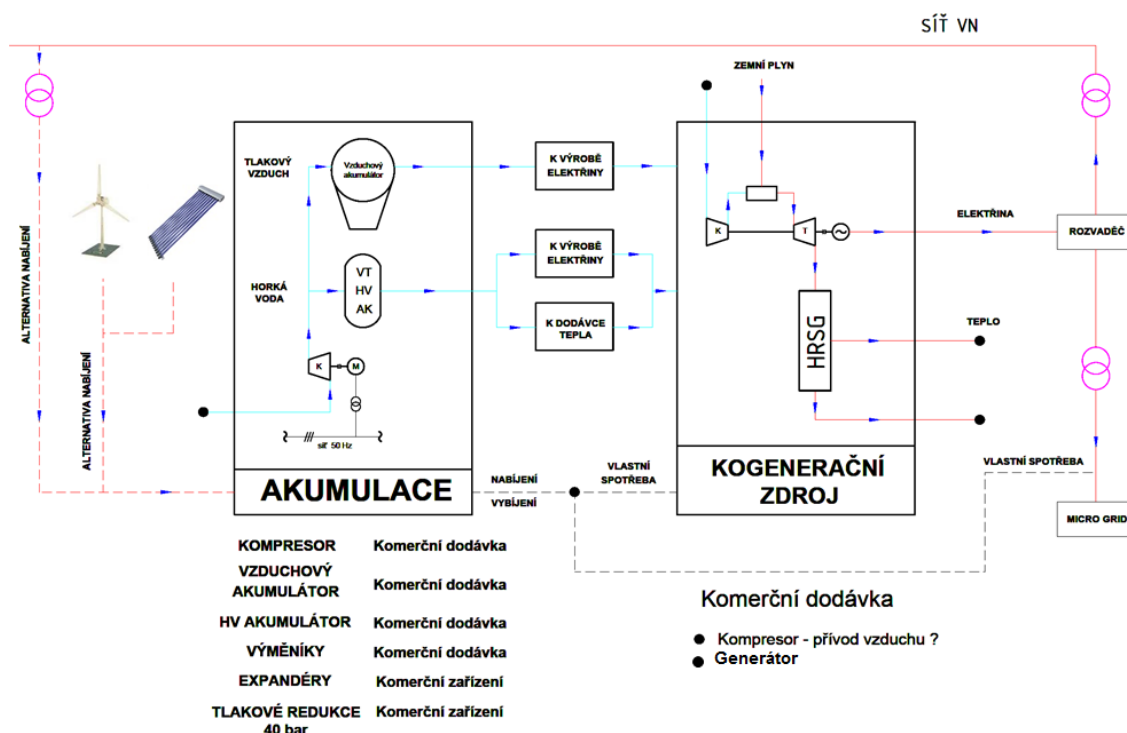 SÍŤ VN
ZEMNÍ PLYN
TLAKOVÝ
VZDUCH
Vzduchový
akumulátor
K VÝROBĚ
ELEKTŘINY
K
T
ELEKTŘINA
ROZVADĚČ
ALTERNATIVA NABÍJENÍ
HORKÁ
VODA
VT
HV
AK
K VÝROBĚ
ELEKTŘINY
K DODÁVCE
TEPLA
HRSG
TEPLO
K
M
síť 50 Hz
ALTERNATIVA NABÍJENÍ
AKUMULACE
NABÍJENÍ
VYBÍJENÍ
VLASTNÍ
SPOTŘEBA
KOGENERAČNÍ
ZDROJ
VLASTNÍ SPOTŘEBA
MICRO GRID
KOMPRESOR Komerční dodávka
VZDUCHOVÝ
AKUMULÁTOR Komerční dodávka
HV AKUMULÁTOR Komerční dodávka
VÝMĚNÍKY Komerční dodávka
EXPANDÉRY Komerční zařízení
TLAKOVÉ REDUKCE Komerční zařízení
40 bar
Komerční dodávka
Kompresor - přívod vzduchu ?
Generátor